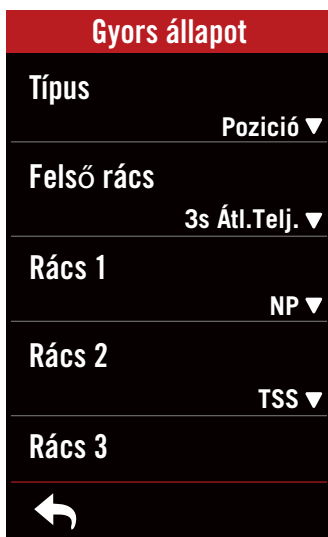 Gyors állapot
Típus
Pozició ▼
Felső rács
3s Átl.Telj. ▼
Rács 1
NP ▼
Rács 2
TSS ▼
Rács 3